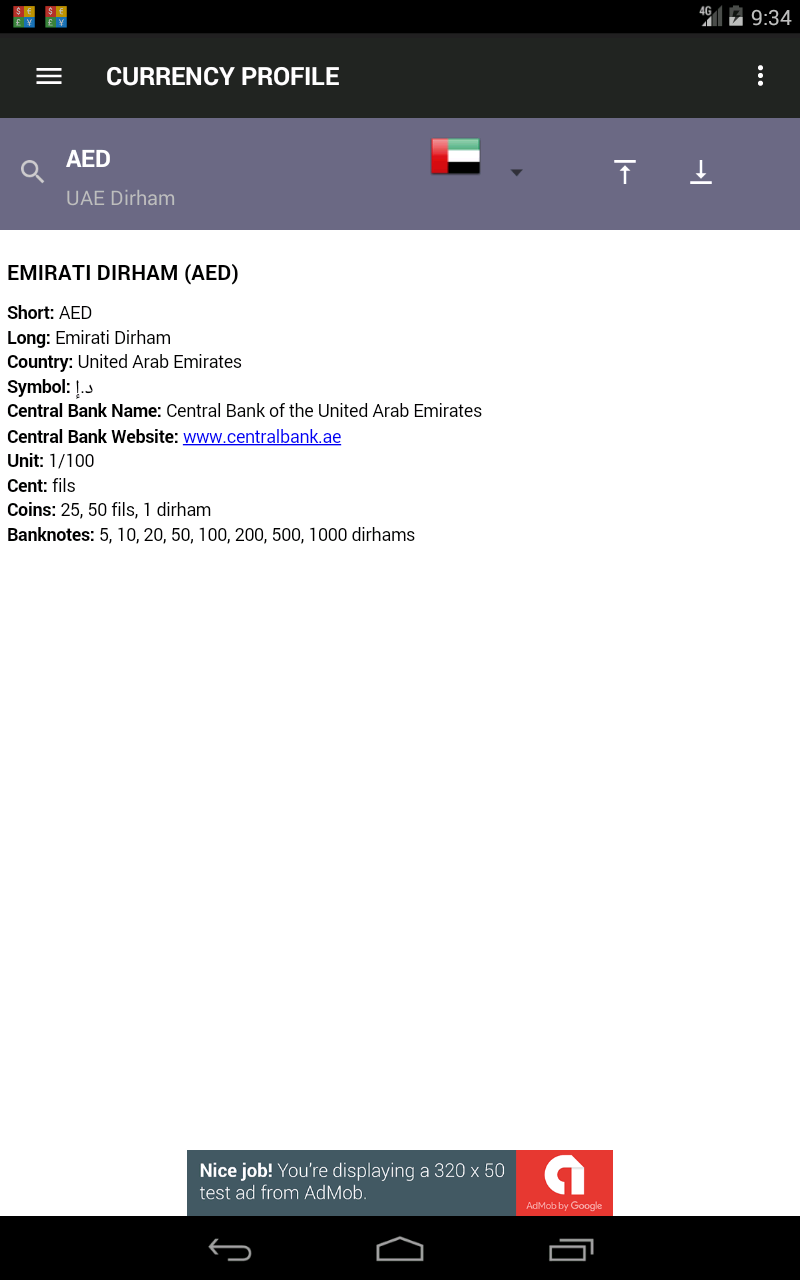 4G 9:34
CURRENCY PROFILE
AED
UAE Dirham
EMIRATI DIRHAM (AED)
Short: AED
Long: Emirati Dirham
Country: United Arab Emirates
Symbol: د.إ
Central Bank Name: Central Bank of the United Arab Emirates
Central Bank Website: www.centralbank.ae
Unit: 1/100
Cent: fils
Coins: 25, 50 fils, 1 dirham
Banknotes: 5, 10, 20, 50, 100, 200, 500, 1000 dirhams
Nice job! You're displaying a 320 x 50
test ad from AdMob.
AdMob by Google